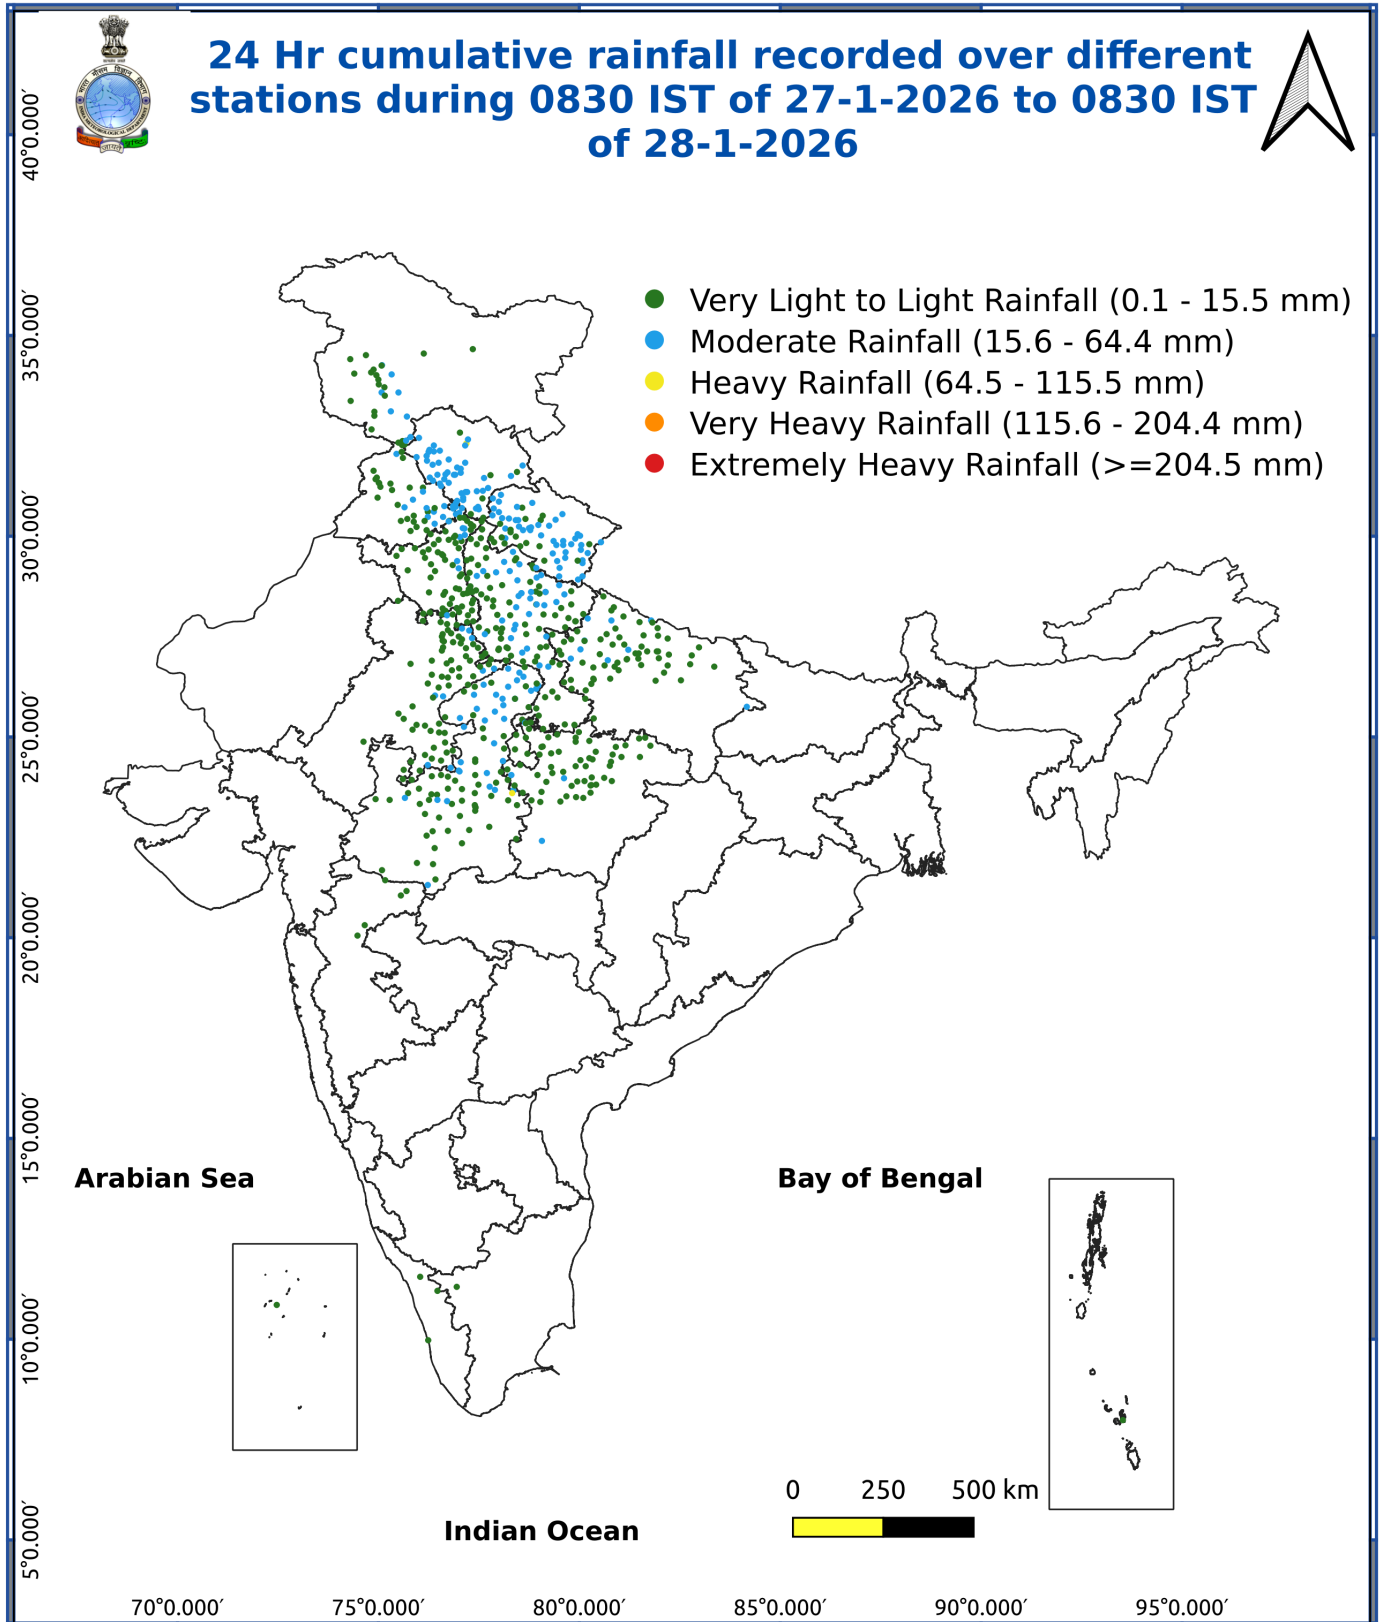 24 Hr cumulative rainfall recorded over different
stations during 0830 IST of 27-1-2026 to 0830 IST
of 28-1-2026
Very Light to Light Rainfall (0.1 - 15.5 mm)
Moderate Rainfall (15.6 - 64.4 mm)
Heavy Rainfall (64.5 - 115.5 mm)
Very Heavy Rainfall (115.6 - 204.4 mm)
Extremely Heavy Rainfall (>=204.5 mm)
40°0.000′
35°0.000′
30°0.000′
25°0.000′
20°0.000′
15°0.000′
10°0.000′
5°0.000′
Arabian Sea
Bay of Bengal
0 250 500 km
Indian Ocean
70°0.000′ 75°0.000′ 80°0.000′ 85°0.000′ 90°0.000′ 95°0.000′